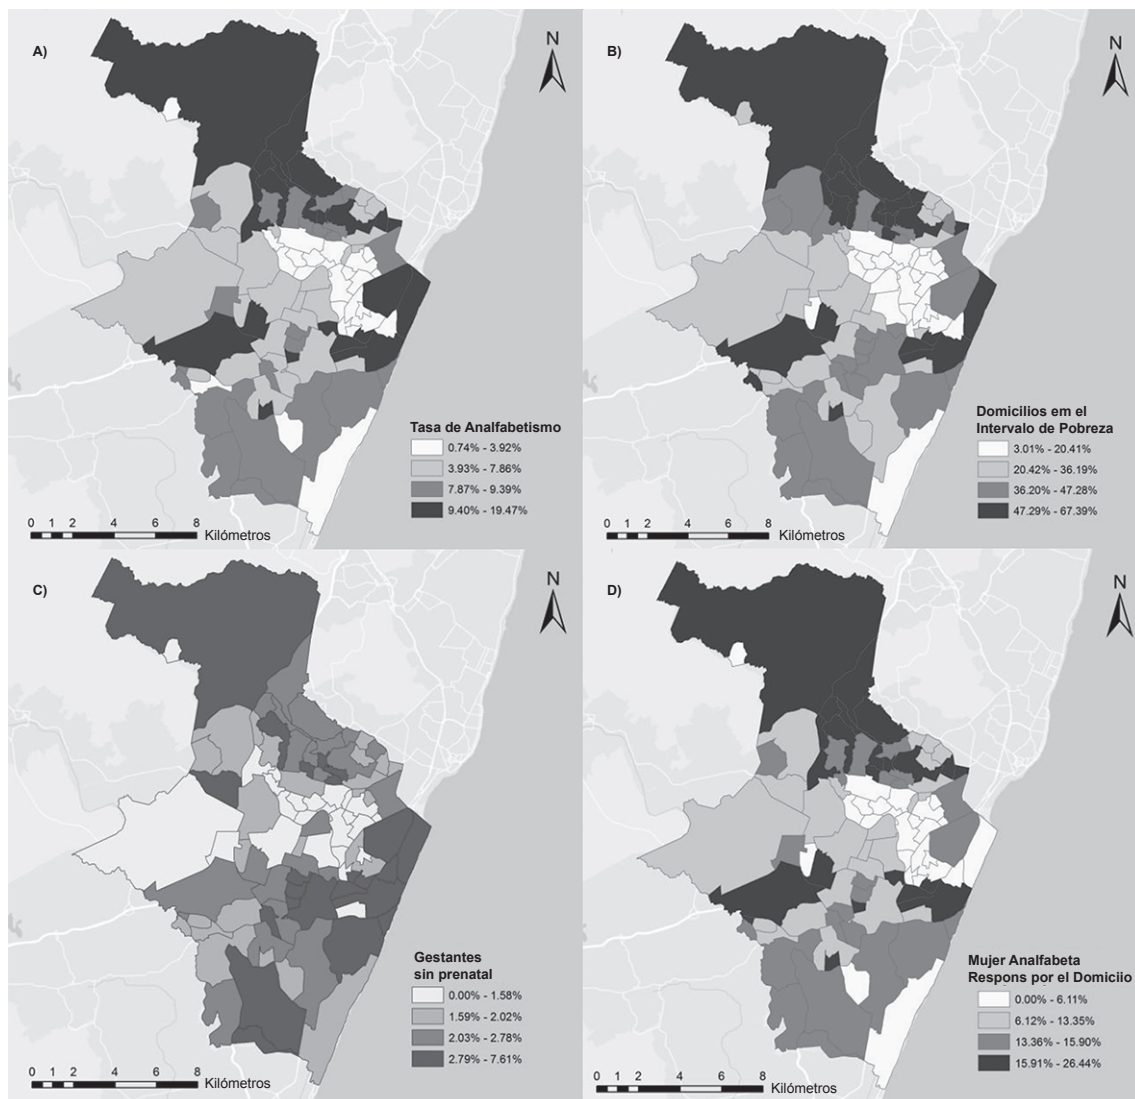 A)
N
Tasa de Analfabetismo
0.74% - 3.92%
3.93% - 7.86%
7.87% - 9.39%
9.40% - 19.47%
0 1 2 4 6 8
Kilómetros
B)
N
Domicilios em el
Intervalo de Pobreza
3.01% - 20.41%
20.42% - 36.19%
36.20% - 47.28%
47.29% - 67.39%
0 1 2 4 6 8
Kilómetros
C)
N
Gestantes
sin prenatal
0.00% - 1.58%
1.59% - 2.02%
2.03% - 2.78%
2.79% - 7.61%
0 1 2 4 6 8
Kilómetros
D)
N
Mujer Analfabeta
Respons por el Domiciio
0.00% - 6.11%
6.12% - 13.35%
13.36% - 15.90%
15.91% - 26.44%
0 1 2 4 6 8
Kilómetros